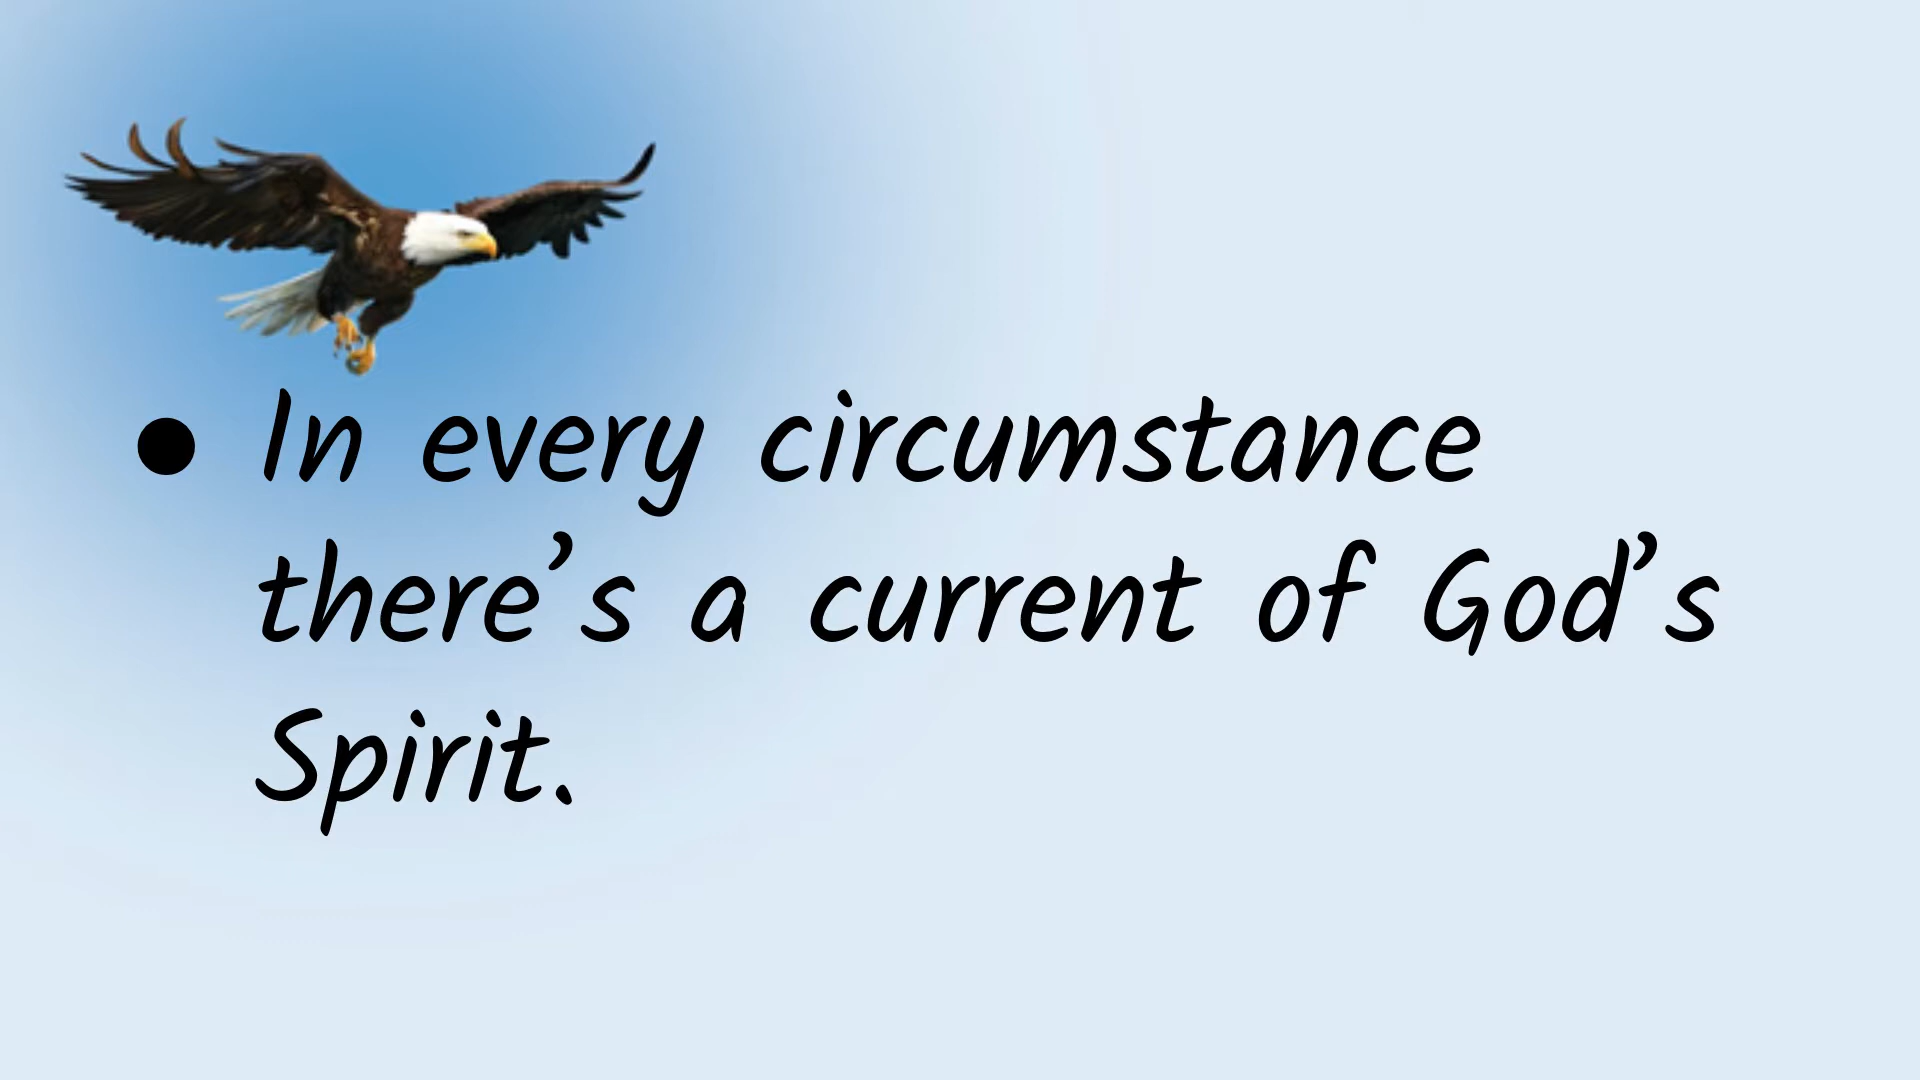 • In every circumstance
there’s a current of God’s
Spirit.